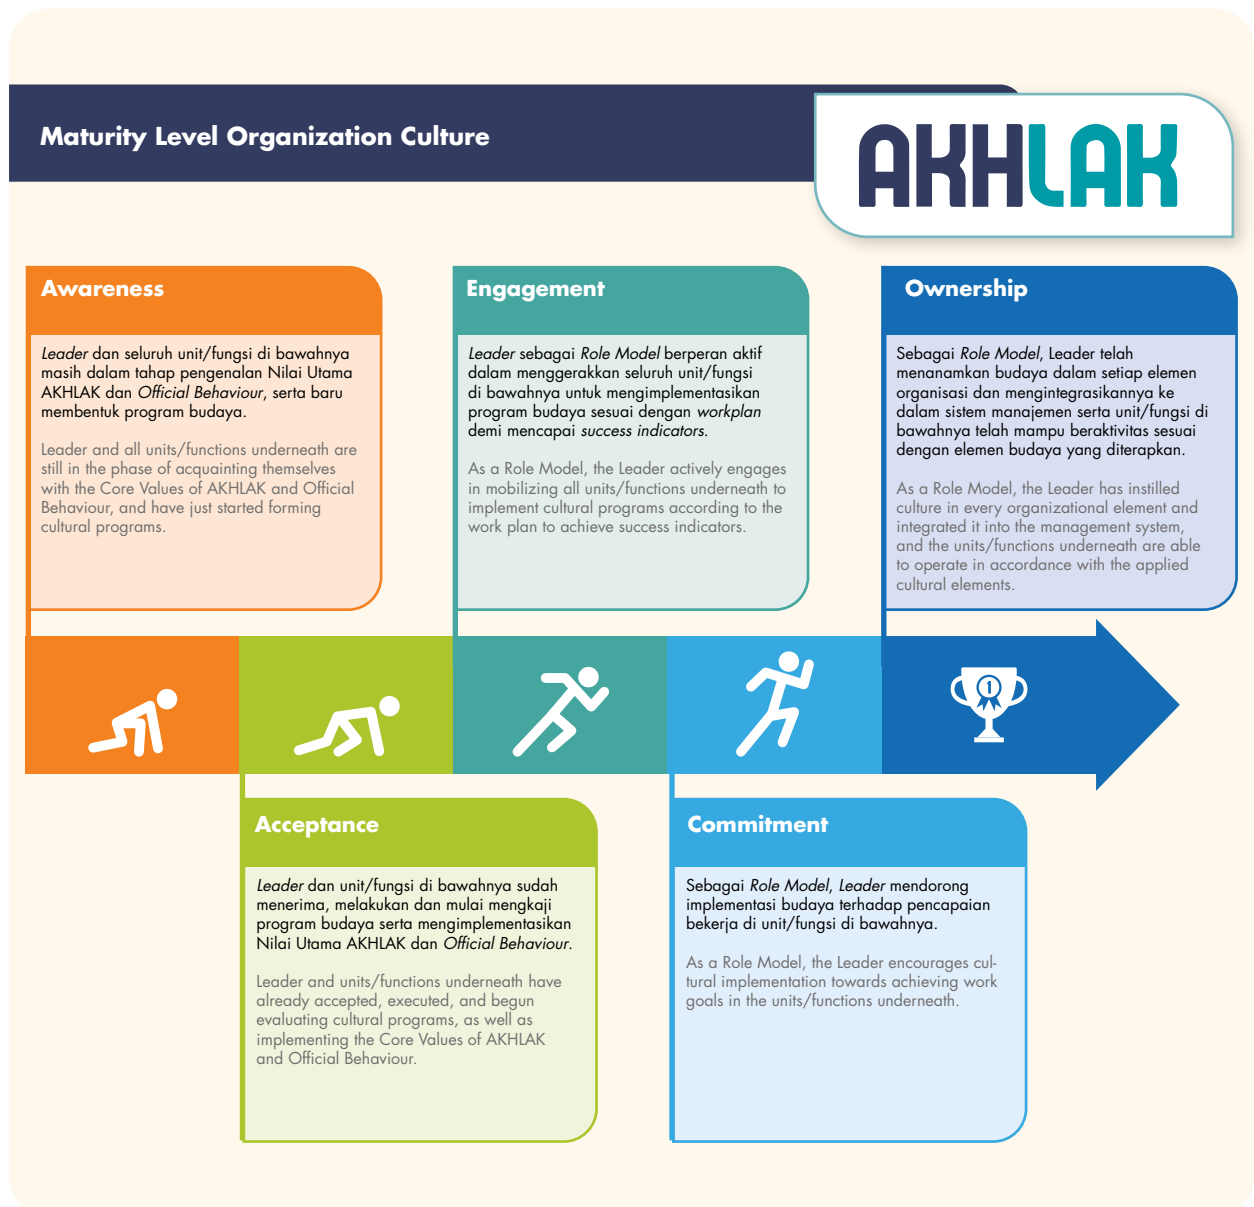 Maturity Level Organization Culture
AKHLAK
Awareness
Leader dan seluruh unit/fungsi di bawahnya
masih dalam tahap pengenalan Nilai Utama
AKHLAK dan Official Behaviour, serta baru
membentuk program budaya.
Leader and all units/functions underneath are
still in the phase of acquainting themselves
with the Core Values of AKHLAK and Official
Behaviour, and have just started forming
cultural programs.
Engagement
Leader sebagai Role Model berperan aktif
dalam menggerakkan seluruh unit/fungsi
di bawahnya untuk mengimplementasikan
program budaya sesuai dengan workplan
demi mencapai success indicators.
As a Role Model, the Leader actively engages
in mobilizing all units/functions underneath to
implement cultural programs according to the
work plan to achieve success indicators.
Ownership
Sebagai Role Model, Leader telah
menanamkan budaya dalam setiap elemen
organisasi dan mengintegrasikannya ke
dalam sistem manajemen serta unit/fungsi di
bawahnya telah mampu beraktivitas sesuai
dengan elemen budaya yang diterapkan.
As a Role Model, the Leader has instilled
culture in every organizational element and
integrated it into the management system,
and the units/functions underneath are able
to operate in accordance with the applied
cultural elements.
1
Acceptance
Leader dan unit/fungsi di bawahnya sudah
menerima, melakukan dan mulai mengkaji
program budaya serta mengimplementasikan
Nilai Utama AKHLAK dan Official Behaviour.
Leader and units/functions underneath have
already accepted, executed, and begun
evaluating cultural programs, as well as
implementing the Core Values of AKHLAK
and Official Behaviour.
Commitment
Sebagai Role Model, Leader mendorong
implementasi budaya terhadap pencapaian
bekerja di unit/fungsi di bawahnya.
As a Role Model, the Leader encourages cul-
tural implementation towards achieving work
goals in the units/functions underneath.